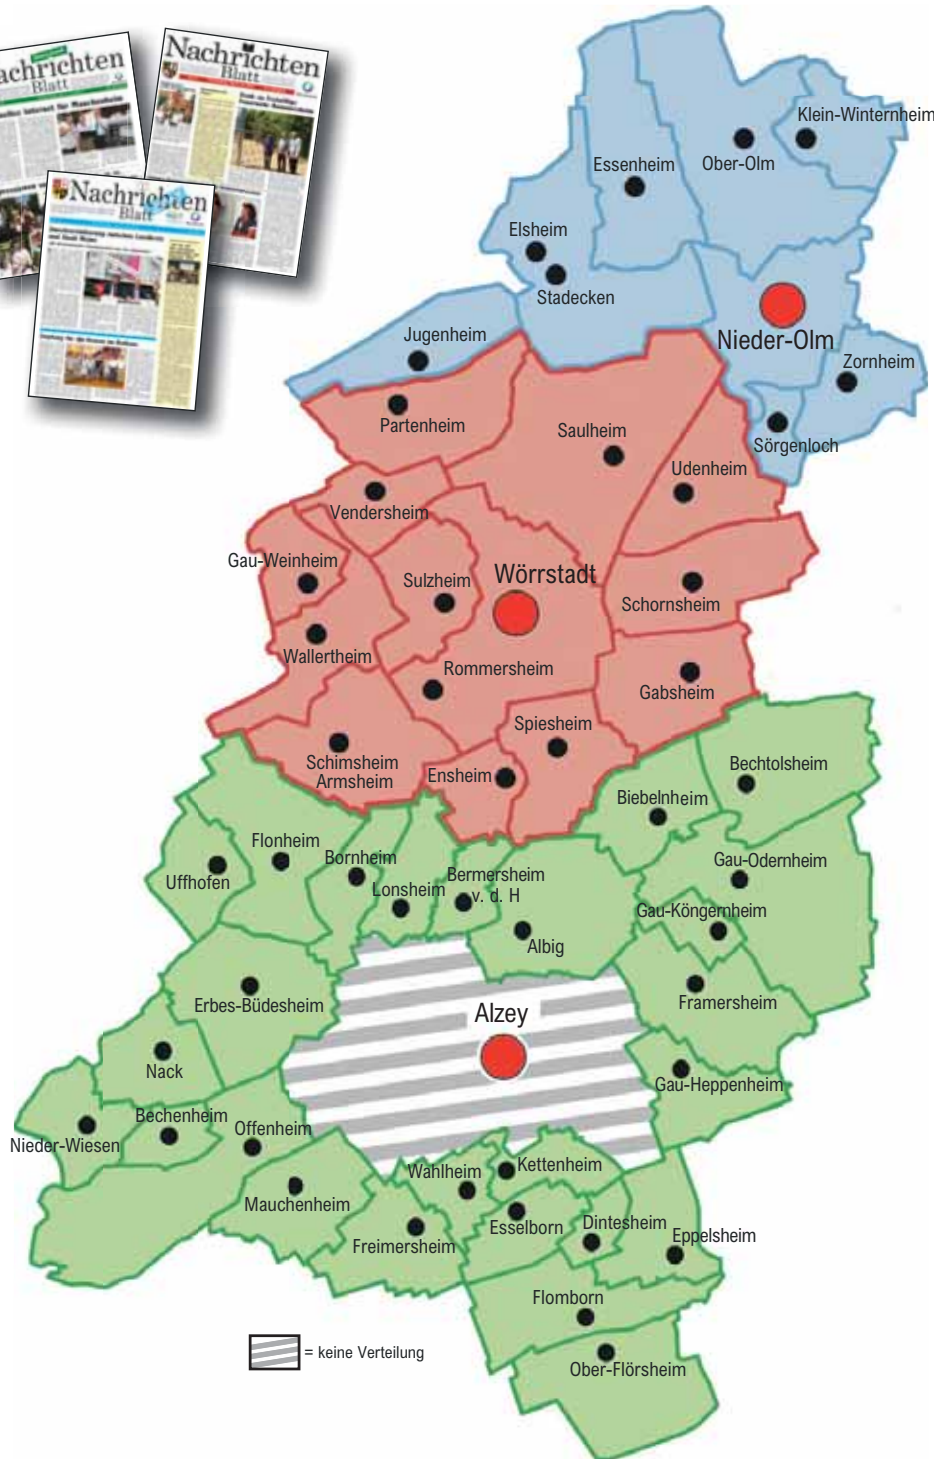 achrichten
Blatt
Nachrichten
Blatt
Nachrichten
Blatt
Klein-Winternheim
Ober-Olm
Essenheim
Elsheim
Stadecken
Nieder-Olm
Jugenheim
Zornheim
Sörgenloch
Partenheim
Saulheim
Udenheim
Vendersheim
Gau-Weinheim
Sulzheim
Wörrstadt
Schornsheim
Wallertheim
Rommersheim
Gabsheim
Spiesheim
Schimsheim
Armsheim
Ensheim
Bechtolsheim
Biebelnheim
Flonheim
Bornheim
Gau-Odernheim
Uffhofen
Lonsheim
Bermersheim
v. d. H
Gau-Köngernheim
Albig
Erbes-Büdesheim
Framersheim
Alzey
Nack
Gau-Heppenheim
Bechenheim
Offenheim
Nieder-Wiesen
Kettenheim
Wahlheim
Mauchenheim
Esselborn
Dintesheim
Eppelsheim
Freimersheim
Flomborn
= keine Verteilung
Ober-Flörsheim